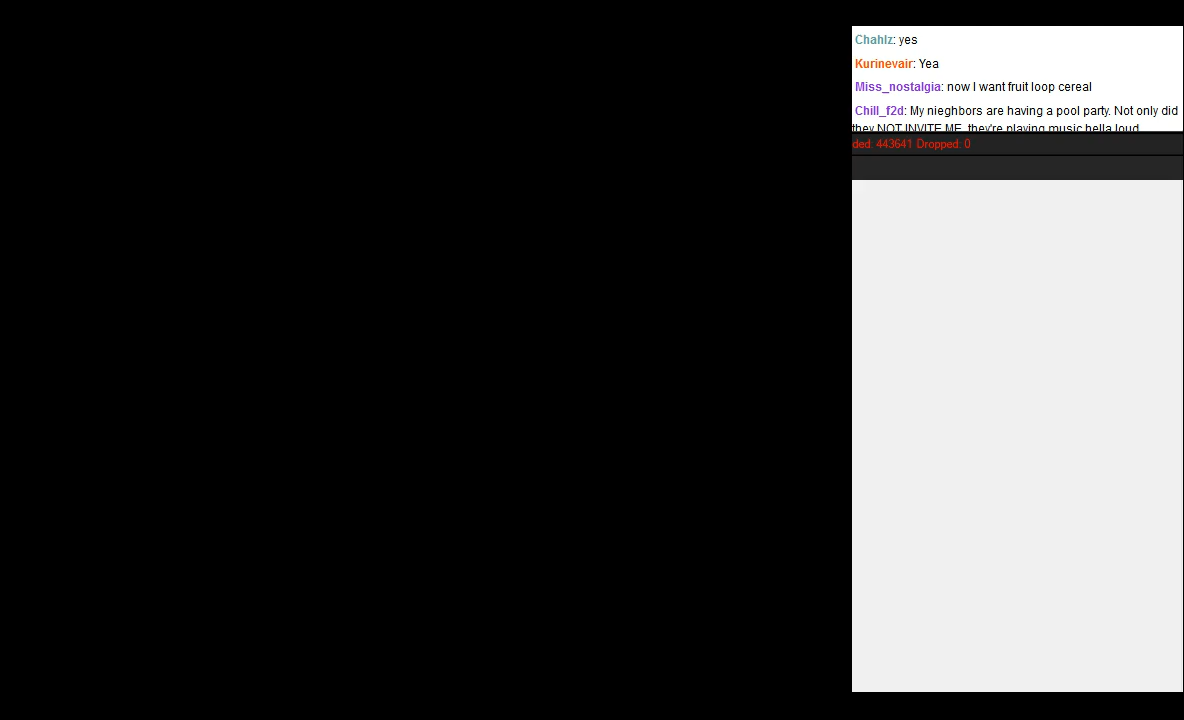 Chahlz: yes
Kurinevair: Yea
Miss_nostalgia: now I want fruit loop cereal
Chill_f2d: My nieghbors are having a pool party. Not only did
they NOT INVITE ME, they're playing music hella loud
ded: 443641 Dropped: 0